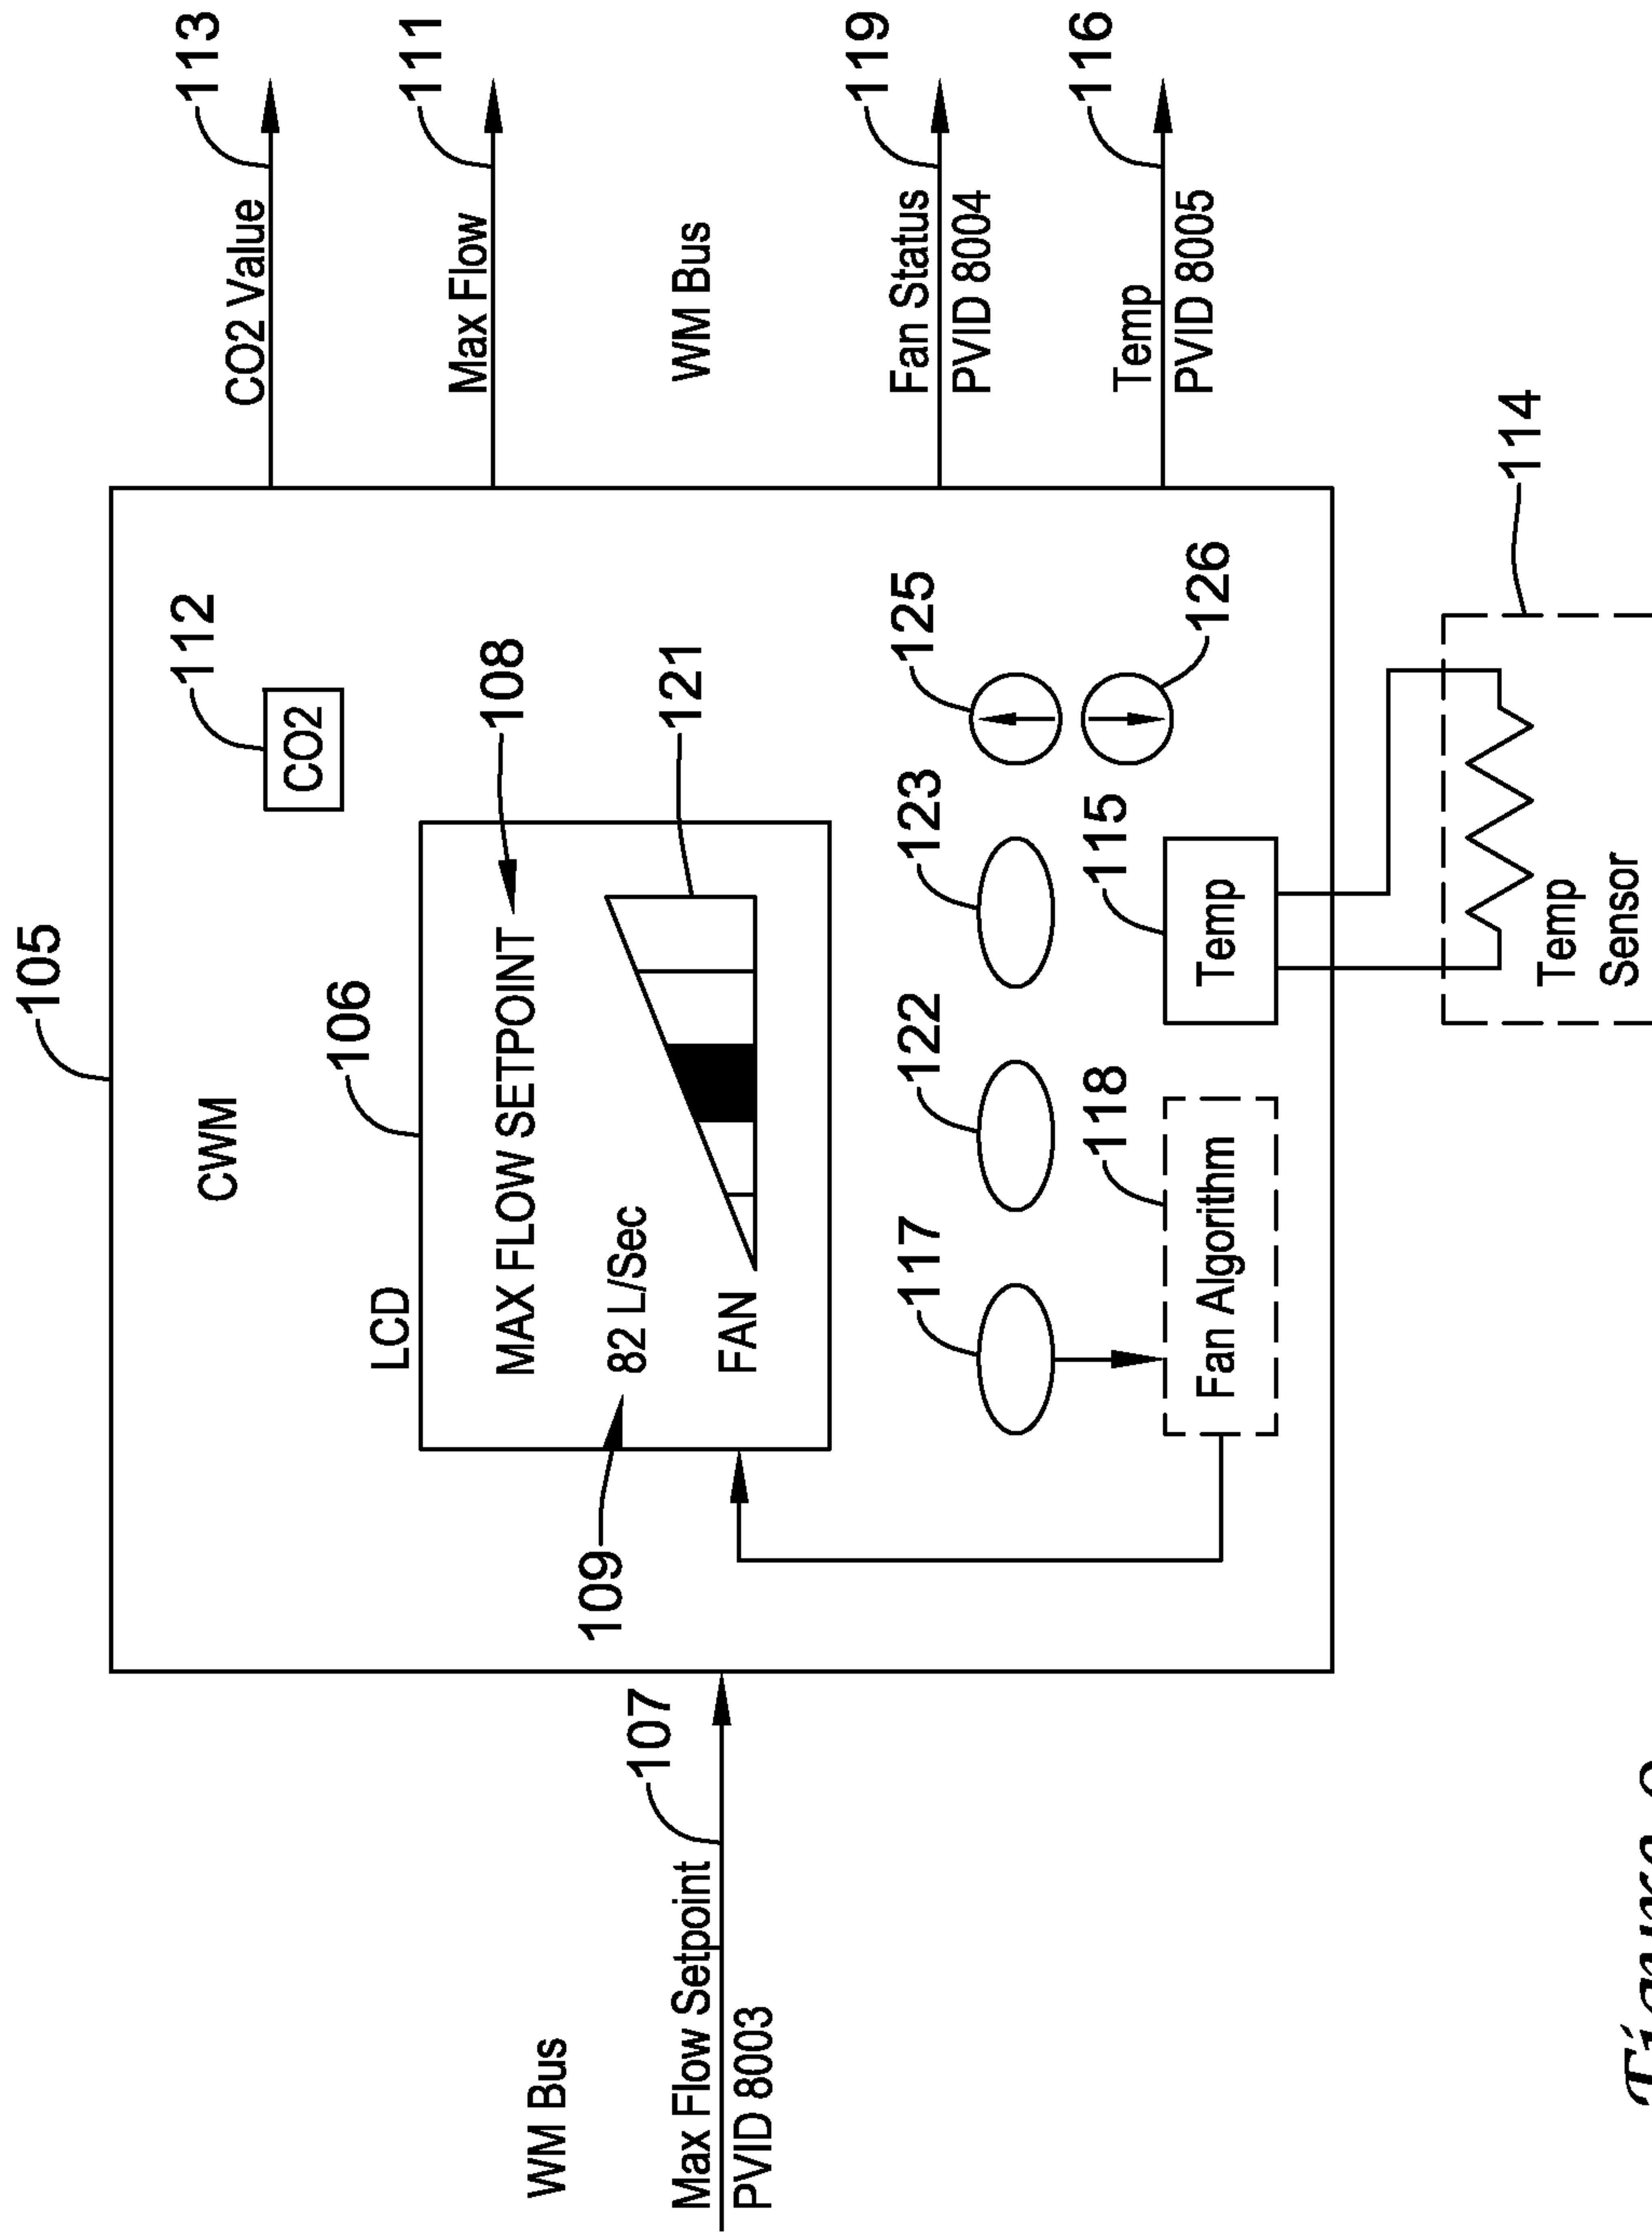 105
CWM
112
CO2
113
CO2 Value
LCD
106
MAX FLOW SETPOINT
108
111
Max Flow
WM Bus
109
82 L/Sec
121
WM Bus
107
Max Flow Setpoint
PVID 8003
FAN
117
122
123
125
119
Fan Status
PVID 8004
118
Fan Algorithm
115
Temp
126
116
Temp
PVID 8005
114
Temp
Sensor